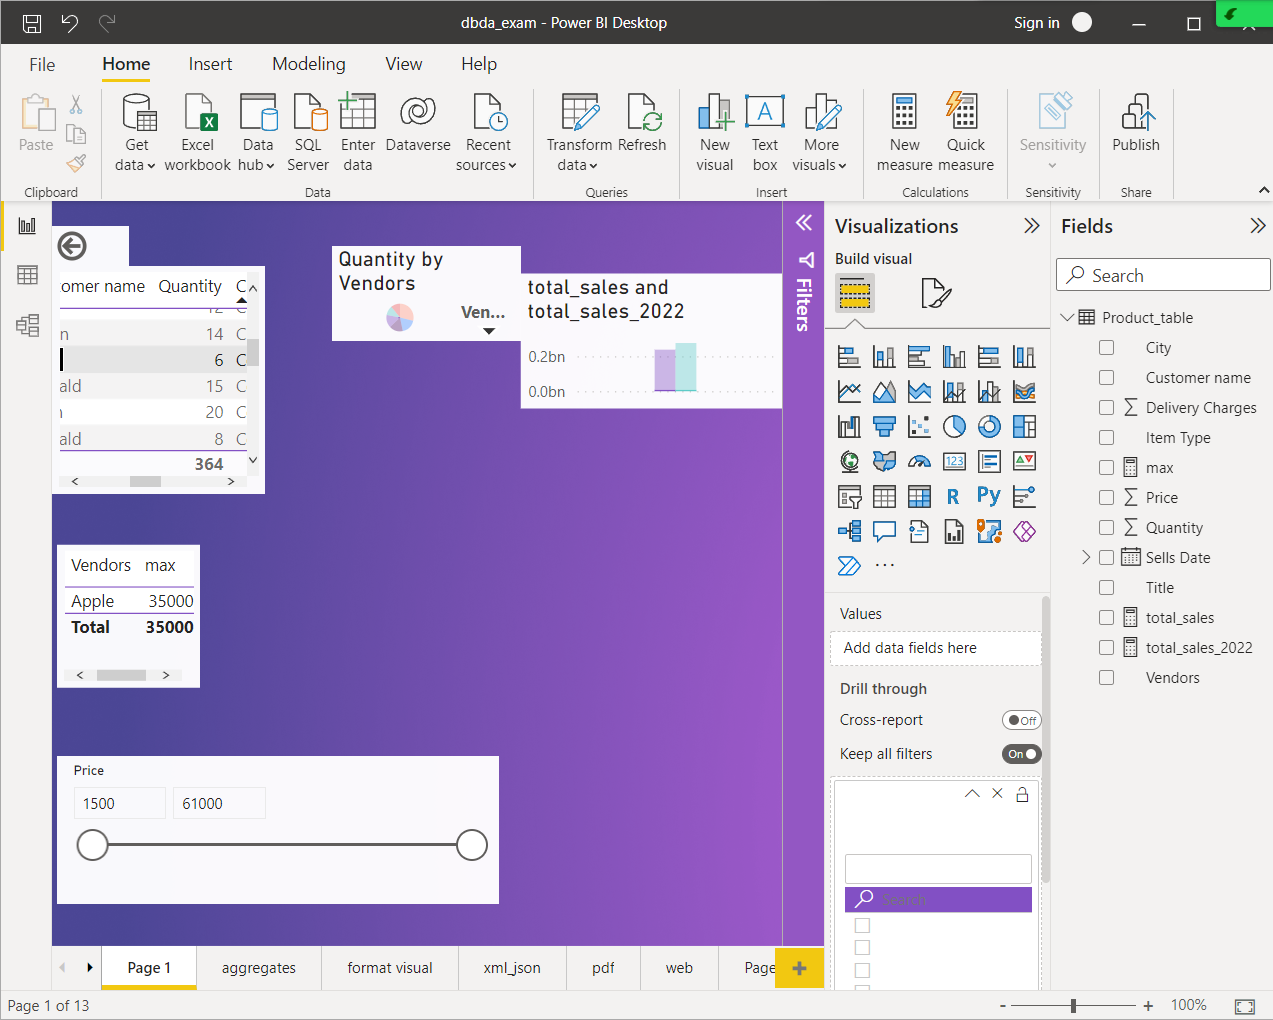 dbda_exam - Power BI Desktop
Sign in
File Home Insert Modeling View Help
Paste
Get data
Excel workbook
Data hub
SQL Server
Enter data
Dataverse
Recent sources
Transform data
Refresh
New visual
Text box
More visuals
New measure
Quick measure
Sensitivity
Publish
Clipboard
Data
Queries
Insert
Calculations
Sensitivity
Share
omer name Quantity C
n 14 C
6 C
ald 15 C
20 C
ald 8 C
364
Quantity by
Vendors
Ven...
total_sales and
total_sales_2022
0.2bn
0.0bn
Vendors max
Apple 35000
Total 35000
Price
1500 61000
Filters
Visualizations
Build visual
123
R
Py
...
Values
Add data fields here
Drill through
Cross-report
Off
Keep all filters
On
Search
Fields
Search
Product_table
City
Customer name
Delivery Charges
Item Type
max
Price
Quantity
Sells Date
Title
total_sales
total_sales_2022
Vendors
Page 1 aggregates format visual xml_json pdf web Page
Page 1 of 13
- + 100%